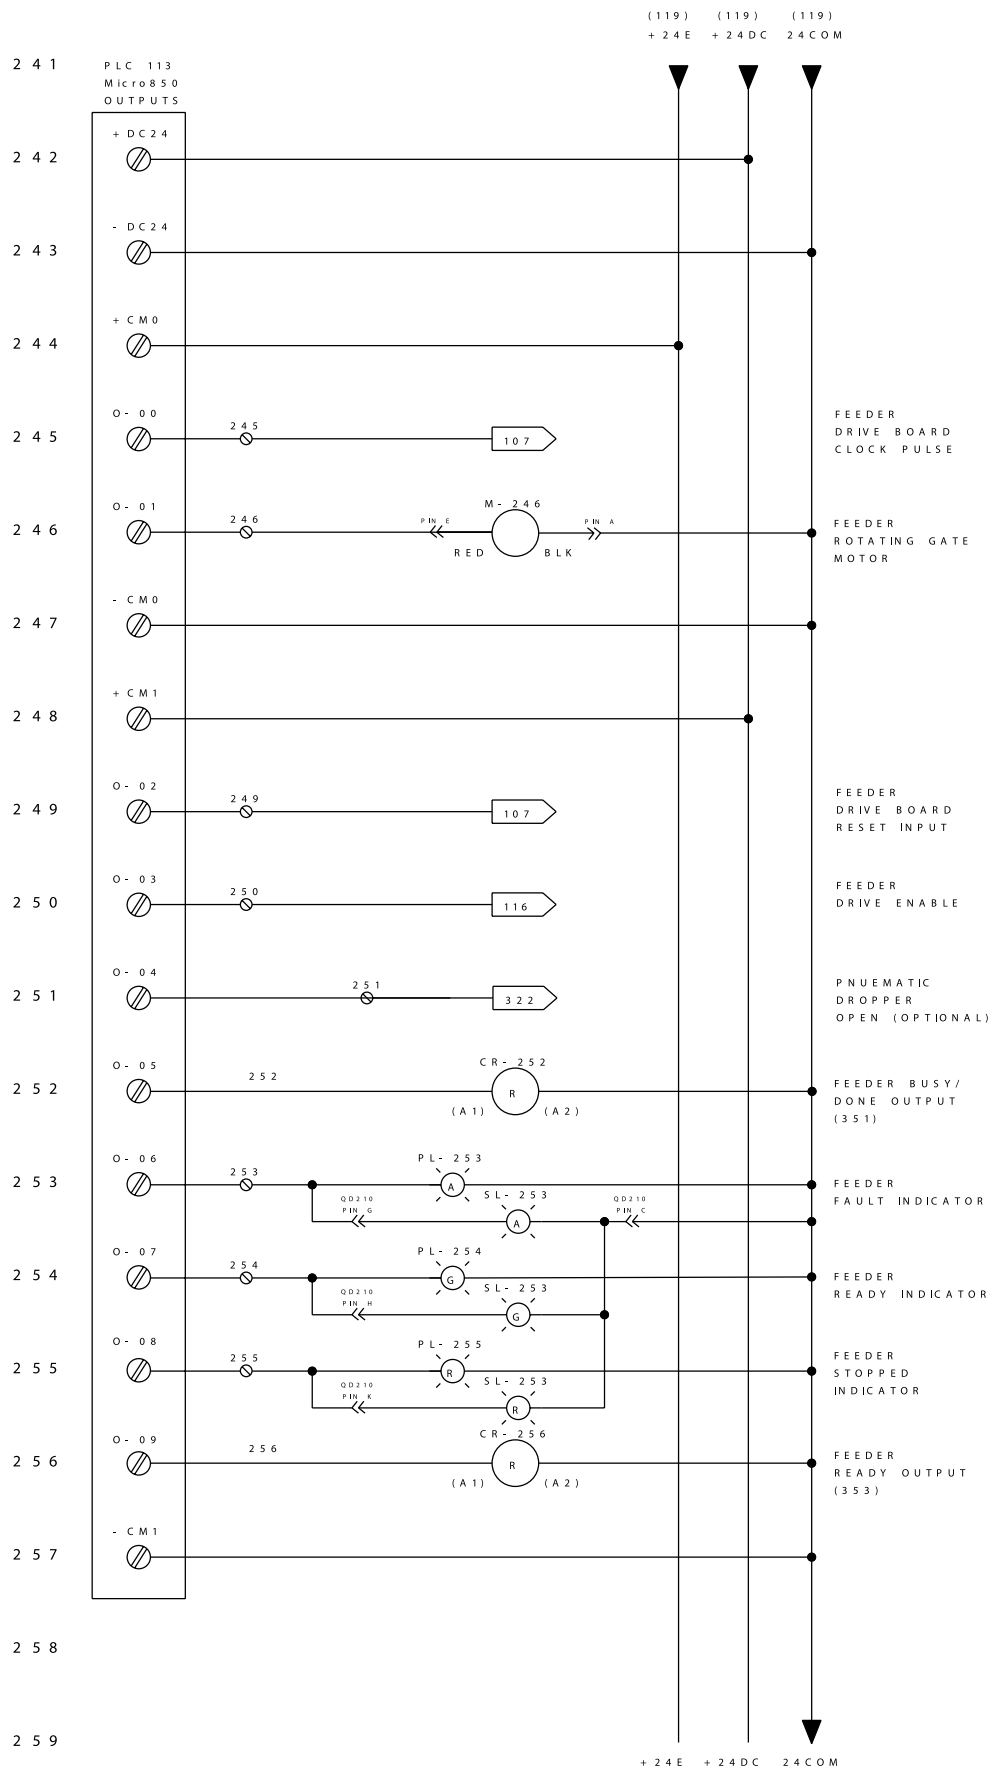 (119) (119) (119)
+24E +24DC 24COM
241
PLC 113
Micro850
OUTPUTS
+DC24
242
- DC24
243
+CM0
244
O-00
245
245
107
FEEDER
DRIVE BOARD
CLOCK PULSE
O-01
246
246
PIN E
M-246
PIN A
RED
BLK
FEEDER
ROTATING GATE
MOTOR
- CM0
247
+CM1
248
O-02
249
249
107
FEEDER
DRIVE BOARD
RESET INPUT
O-03
250
250
116
FEEDER
DRIVE ENABLE
O-04
251
251
322
PNUEMATIC
DROPPER
OPEN (OPTIONAL)
O-05
252
252
CR-252
R
(A1)
(A2)
FEEDER BUSY/
DONE OUTPUT
(351)
O-06
253
253
PL-253
A
QD210
PIN G
SL-253
A
QD210
PIN C
FEEDER
FAULT INDICATOR
O-07
254
254
PL-254
G
QD210
PIN H
SL-253
G
FEEDER
READY INDICATOR
O-08
255
255
PL-255
R
QD210
PIN K
SL-253
R
FEEDER
STOPPED
INDICATOR
O-09
256
256
CR-256
R
(A1)
(A2)
FEEDER
READY OUTPUT
(353)
- CM1
257
258
259
+24E +24DC 24COM